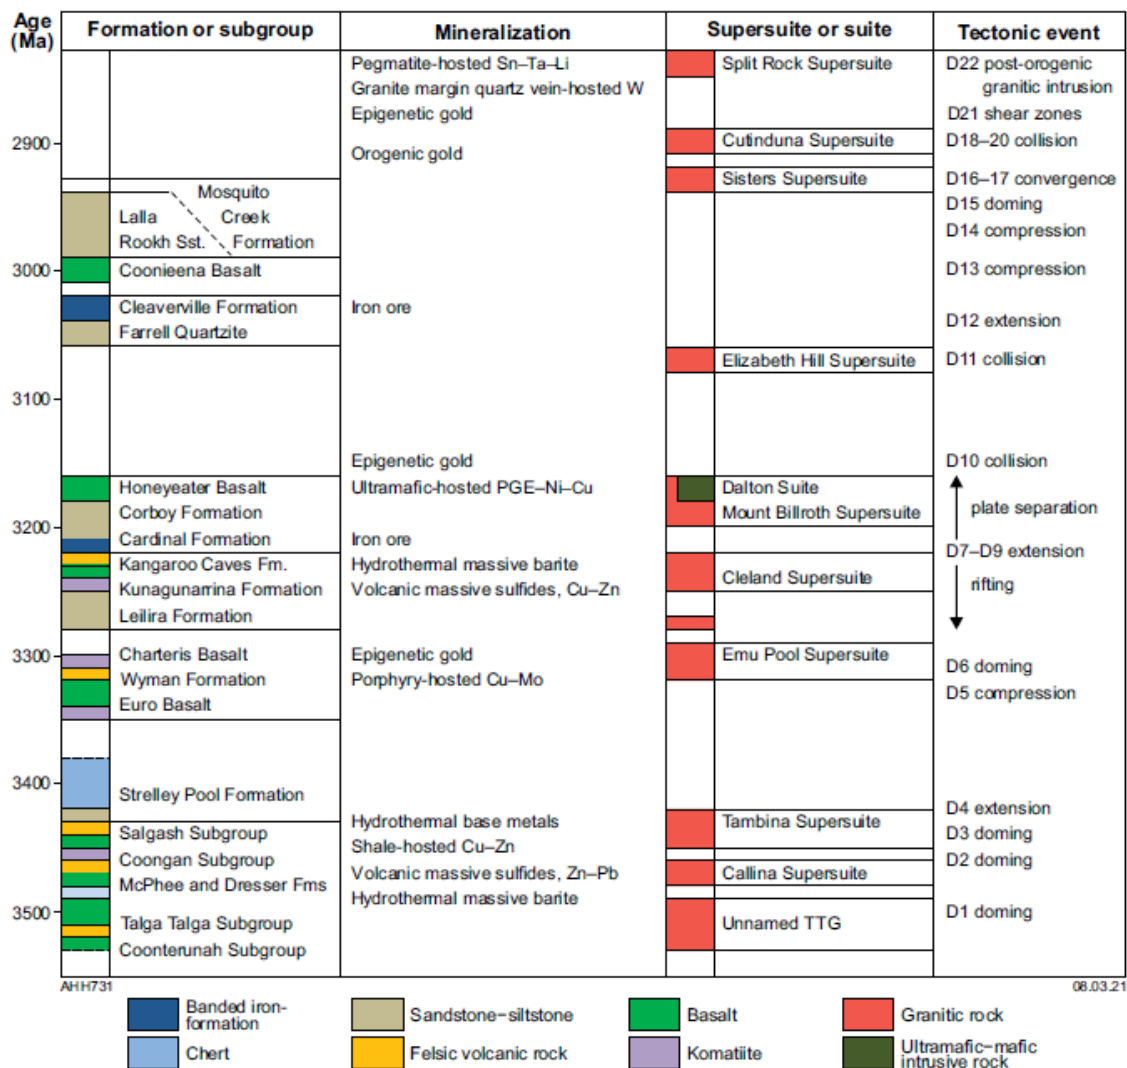 Age
(Ma)
Formation or subgroup
Mineralization
Supersuite or suite
Tectonic event
2900
3000
3100
3200
3300
3400
3500
Mosquito
Lalla Creek
Rookh Sst. Formation
Coonieena Basalt
Cleaverville Formation
Farrell Quartzite
Honeyeater Basalt
Corboy Formation
Cardinal Formation
Kangaroo Caves Fm.
Kunagunarrina Formation
Leilira Formation
Charteris Basalt
Wyman Formation
Euro Basalt
Strelley Pool Formation
Salgash Subgroup
Coongan Subgroup
McPhee and Dresser Fms
Talga Talga Subgroup
Coonterunah Subgroup
Pegmatite-hosted Sn–Ta–Li
Granite margin quartz vein-hosted W
Epigenetic gold
Orogenic gold
Iron ore
Epigenetic gold
Ultramafic-hosted PGE–Ni–Cu
Iron ore
Hydrothermal massive barite
Volcanic massive sulfides, Cu–Zn
Epigenetic gold
Porphyry-hosted Cu–Mo
Hydrothermal base metals
Shale-hosted Cu–Zn
Volcanic massive sulfides, Zn–Pb
Hydrothermal massive barite
Split Rock Supersuite
Cutinduna Supersuite
Sisters Supersuite
Elizabeth Hill Supersuite
Dalton Suite
Mount Billroth Supersuite
Cleland Supersuite
Emu Pool Supersuite
Tambina Supersuite
Callina Supersuite
Unnamed TTG
D22 post-orogenic
granitic intrusion
D21 shear zones
D18–20 collision
D16–17 convergence
D15 doming
D14 compression
D13 compression
D12 extension
D11 collision
D10 collision
plate separation
D7–D9 extension
rifting
D6 doming
D5 compression
D4 extension
D3 doming
D2 doming
D1 doming
AHH731
08.03.21
Banded iron-
formation
Sandstone–siltstone
Basalt
Granitic rock
Chert
Felsic volcanic rock
Komatiite
Ultramafic–mafic
intrusive rock